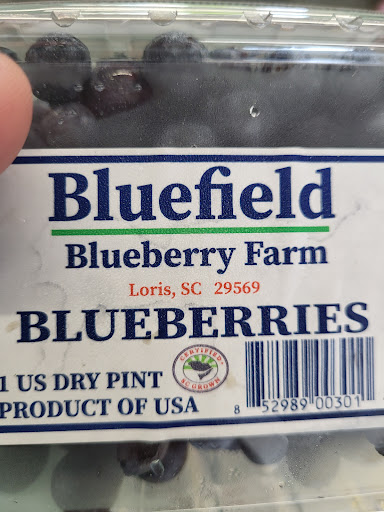 Bluefield
Blueberry Farm
Loris, SC 29569
BLUEBERRIES
CERTIFIED
SC GROWN
1 US DRY PINT
PRODUCT OF USA
8 52989 00301